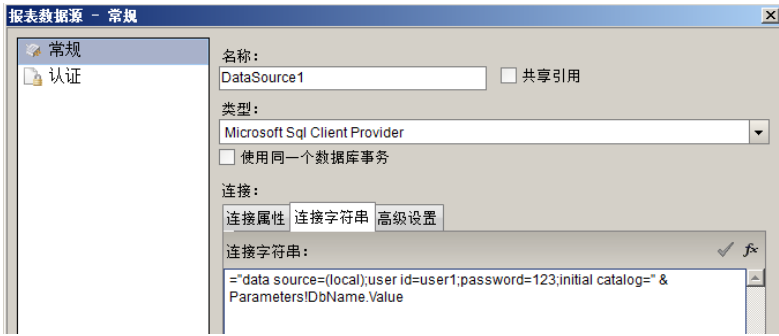 报表数据源 - 常规
常规
认证
名称：
DataSource1
共享引用
类型：
Microsoft Sql Client Provider
使用同一个数据库事务
连接：
连接属性 连接字符串 高级设置
连接字符串：
fx
="data source=(local);user id=user1;password=123;initial catalog=" &
Parameters!DbName.Value